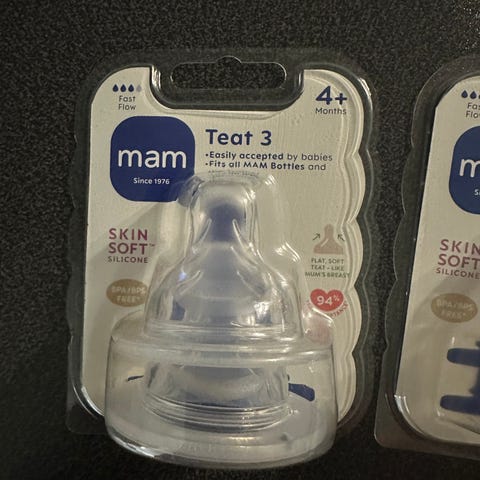 Fast
Flow
4+
Months
mam
Since 1976
Teat 3
•Easily accepted by babies
•Fits all MAM Bottles and
SKIN
SOFT™
SILICONE
FLAT, SOFT
TEAT – LIKE
MUM'S BREAST
BPA/BPS
FREE*
94%
Fast
Flow
m
SKIN
SOFT
SILICONE
BPA/BPS
FREE*